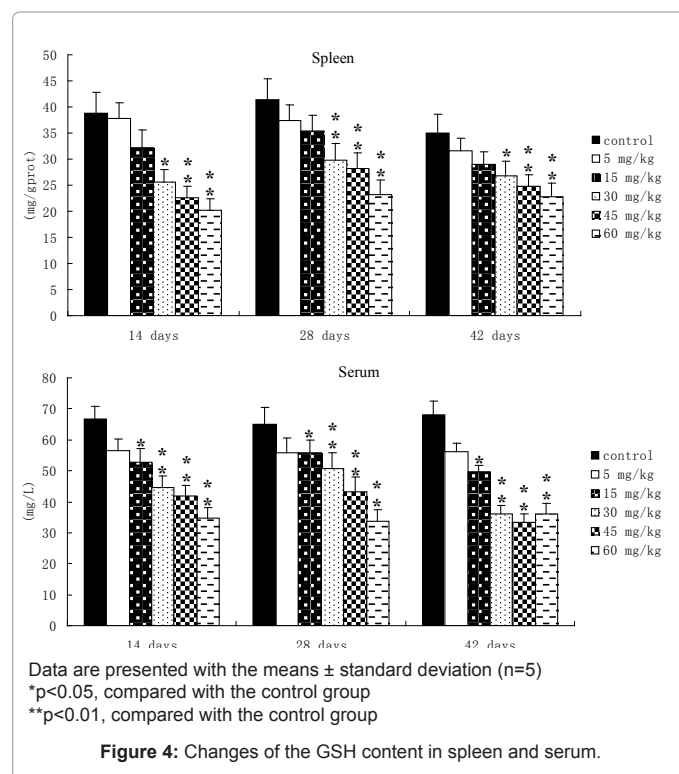 Spleen
50
45
40
35
30
25
20
15
10
5
0
(mg/gprot)
* * * * *
* * * * *
* *
* *
* * *
* *
14 days
28 days
42 days
control
5 mg/kg
15 mg/kg
30 mg/kg
45 mg/kg
60 mg/kg
Serum
80
70
60
50
40
30
20
10
0
(mg/L)
* * * *
* * *
* * * *
* * *
* * * *
* * *
14 days
28 days
42 days
control
5 mg/kg
15 mg/kg
30 mg/kg
45 mg/kg
60 mg/kg
Data are presented with the means ± standard deviation (n=5)
*p<0.05, compared with the control group
**p<0.01, compared with the control group
Figure 4: Changes of the GSH content in spleen and serum.